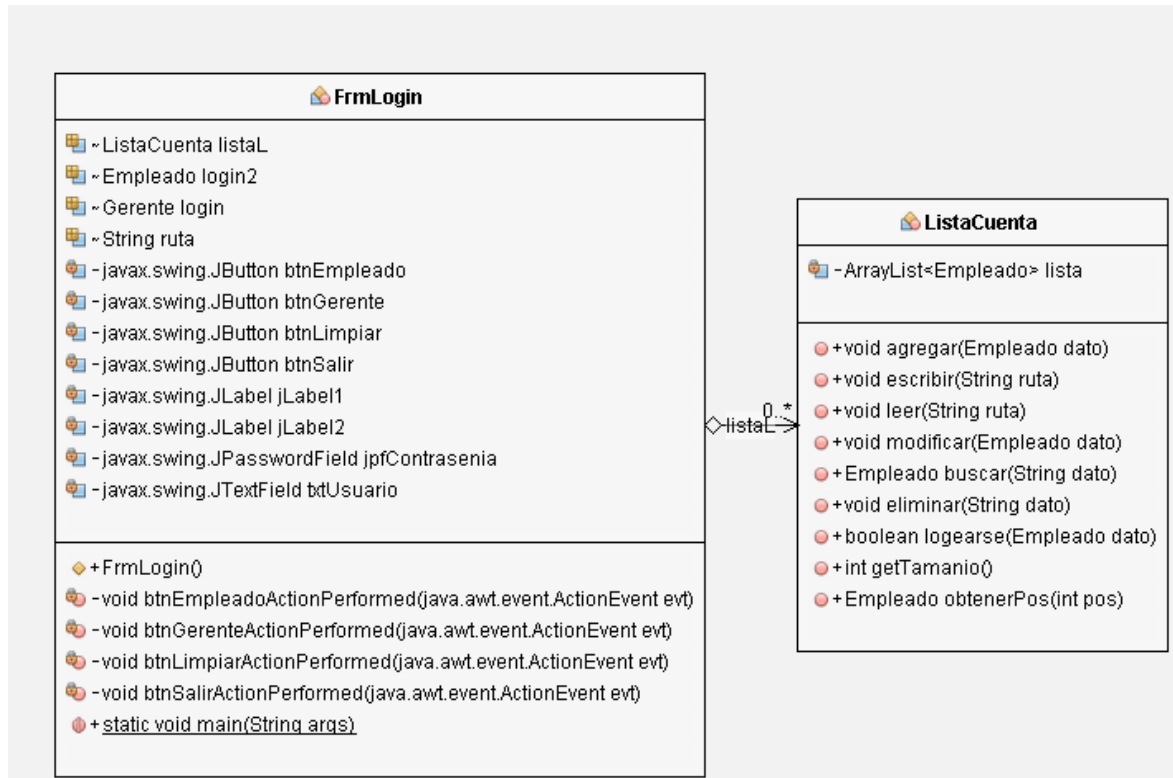 FrmLogin
~ListaCuenta listaL
~Empleado login2
~Gerente login
~String ruta
-javax.swing.JButton btnEmpleado
-javax.swing.JButton btnGerente
-javax.swing.JButton btnLimpiar
-javax.swing.JButton btnSalir
-javax.swing.JLabel jLabel1
-javax.swing.JLabel jLabel2
-javax.swing.JPasswordField jpfContrasenia
-javax.swing.JTextField txtUsuario
+FrmLogin()
-void btnEmpleadoActionPerformed(java.awt.event.ActionEvent evt)
-void btnGerenteActionPerformed(java.awt.event.ActionEvent evt)
-void btnLimpiarActionPerformed(java.awt.event.ActionEvent evt)
-void btnSalirActionPerformed(java.awt.event.ActionEvent evt)
+static void main(String args)
0..*
listaL
ListaCuenta
-ArrayList<Empleado> lista
+void agregar(Empleado dato)
+void escribir(String ruta)
+void leer(String ruta)
+void modificar(Empleado dato)
+Empleado buscar(String dato)
+void eliminar(String dato)
+boolean logearse(Empleado dato)
+int getTamanio()
+Empleado obtenerPos(int pos)